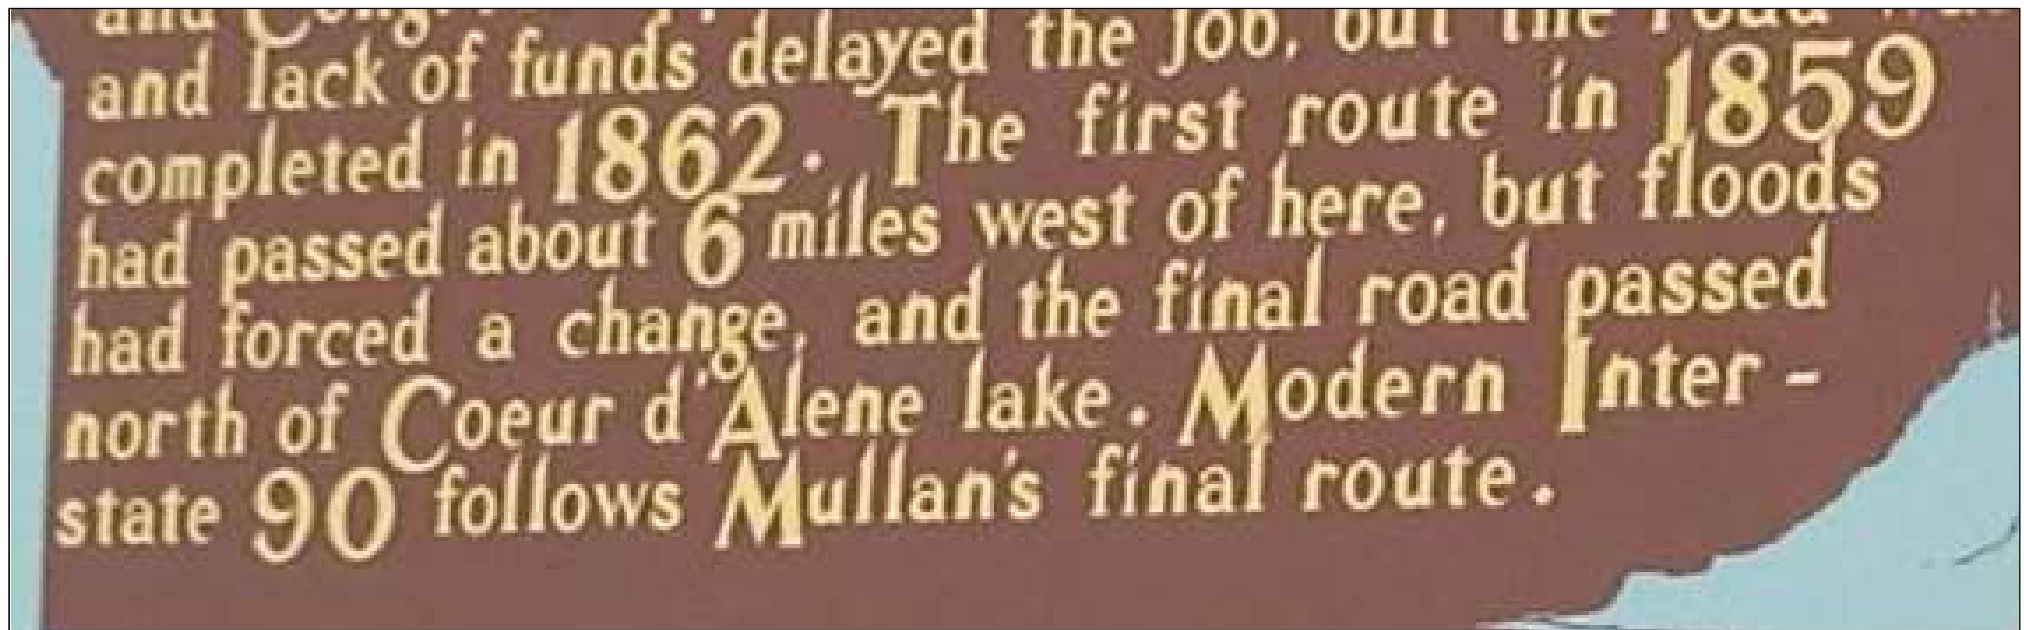 and
and lack of funds delayed the job, but the road
completed in 1862. The first route in 1859
had passed about 6 miles west of here, but floods
had forced a change, and the final road passed
north of Coeur d'Alene lake. Modern Inter-
state 90 follows Mullan's final route.